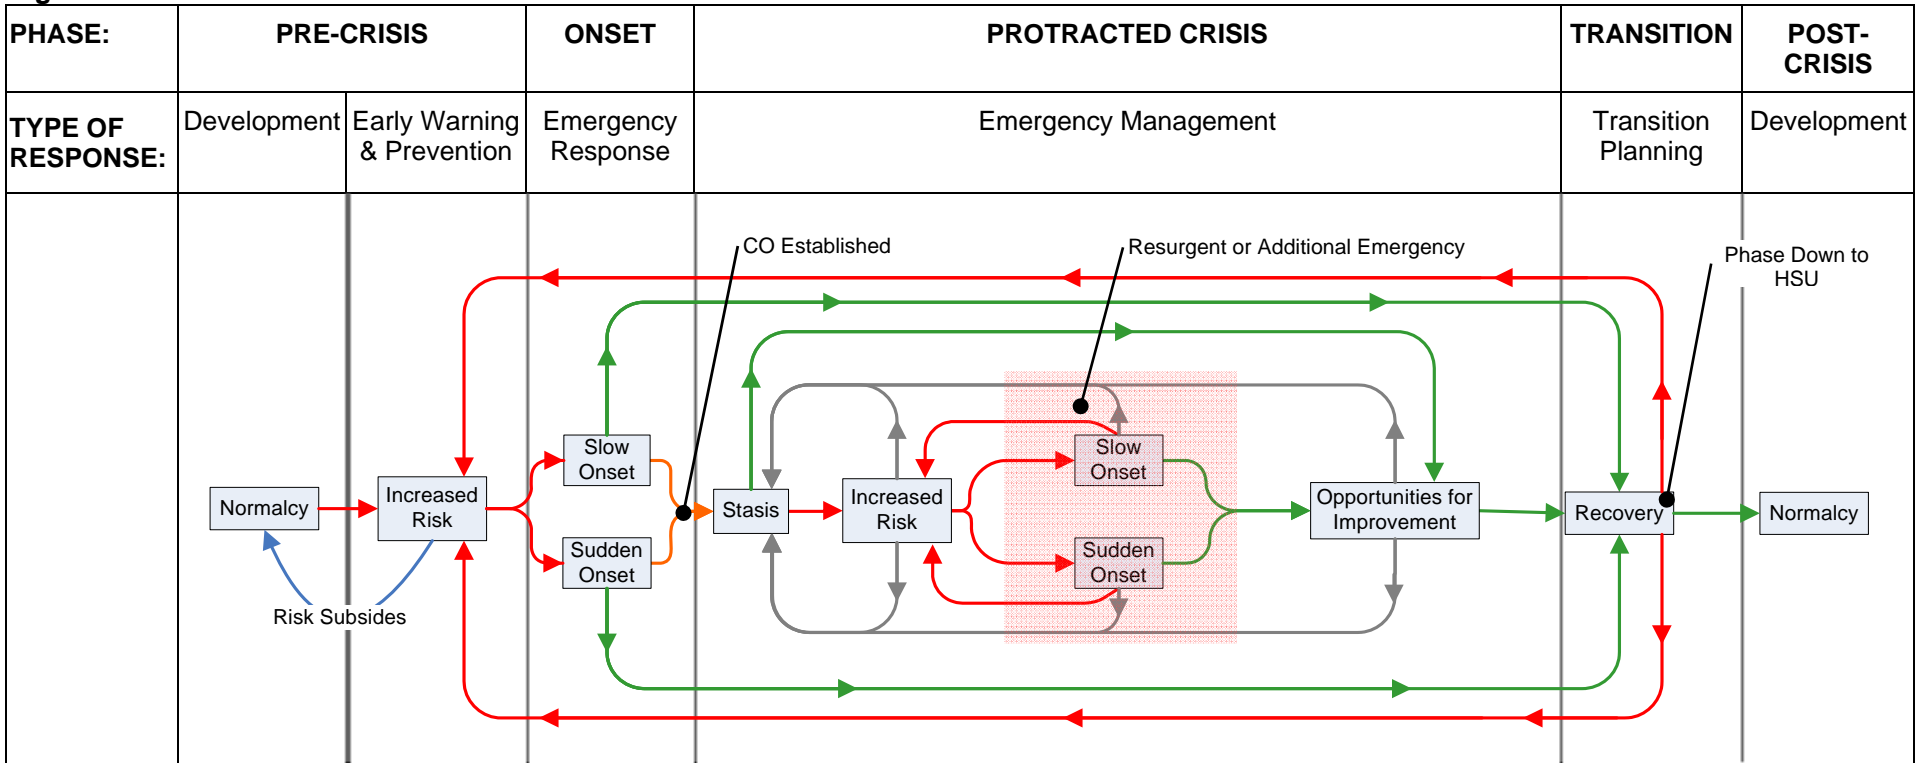 PHASE:
PRE-CRISIS
ONSET
PROTRACTED CRISIS
TRANSITION
POST-
CRISIS
TYPE OF
RESPONSE:
Development
Early Warning
& Prevention
Emergency
Response
Emergency Management
Transition
Planning
Development
CO Established
Resurgent or Additional Emergency
Phase Down to
HSU
Normalcy
Increased
Risk
Risk Subsides
Slow
Onset
Sudden
Onset
Stasis
Increased
Risk
Slow
Onset
Sudden
Onset
Opportunities for
Improvement
Recovery
Normalcy